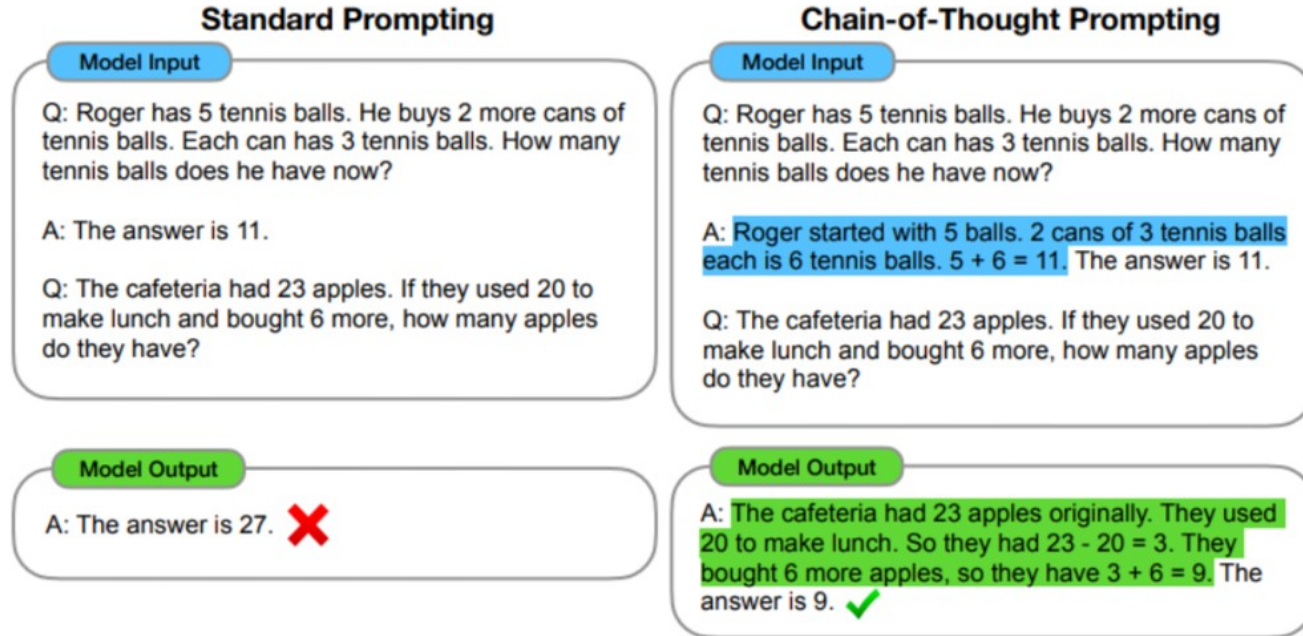 Standard Prompting
Model Input
Q: Roger has 5 tennis balls. He buys 2 more cans of
tennis balls. Each can has 3 tennis balls. How many
tennis balls does he have now?
A: The answer is 11.
Q: The cafeteria had 23 apples. If they used 20 to
make lunch and bought 6 more, how many apples
do they have?
Model Output
A: The answer is 27.
Chain-of-Thought Prompting
Model Input
Q: Roger has 5 tennis balls. He buys 2 more cans of
tennis balls. Each can has 3 tennis balls. How many
tennis balls does he have now?
A: Roger started with 5 balls. 2 cans of 3 tennis balls
each is 6 tennis balls. 5 + 6 = 11. The answer is 11.
Q: The cafeteria had 23 apples. If they used 20 to
make lunch and bought 6 more, how many apples
do they have?
Model Output
A: The cafeteria had 23 apples originally. They used
20 to make lunch. So they had 23 - 20 = 3. They
bought 6 more apples, so they have 3 + 6 = 9. The
answer is 9.